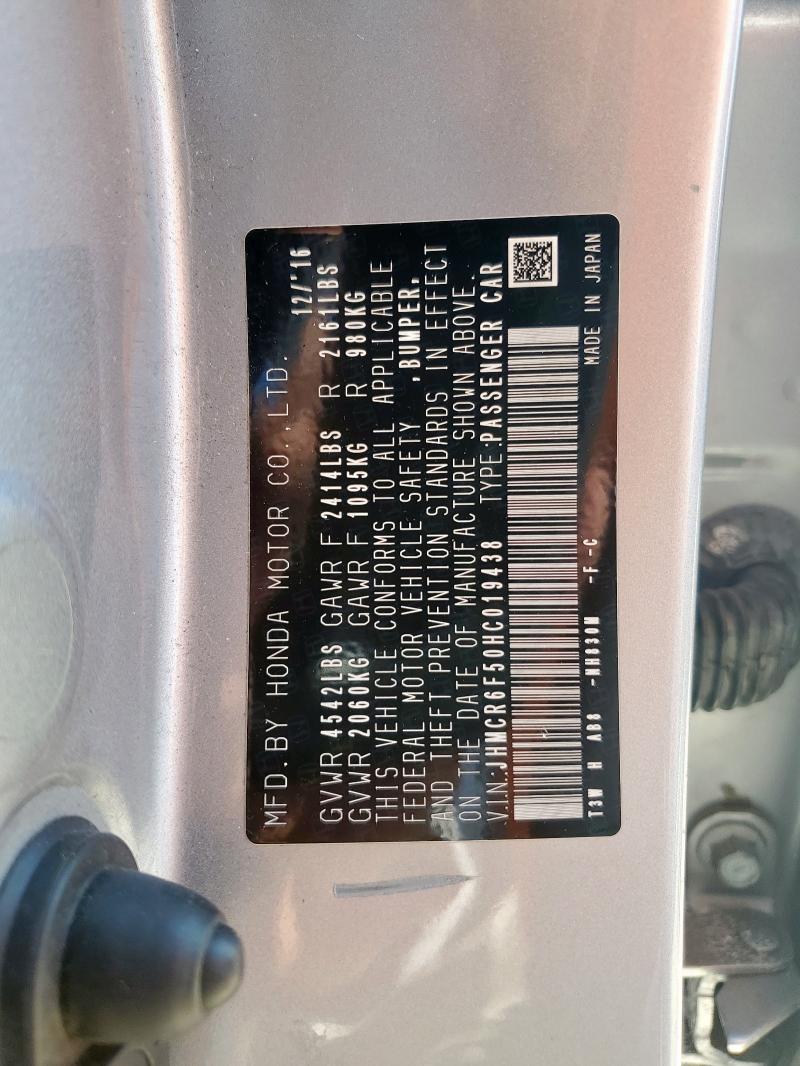 MFD.BY HONDA MOTOR CO.,LTD. 12/'16
GVWR 4542LBS GAWR F 2414LBS R 2161LBS
GVWR 2060KG GAWR F 1095KG R 980KG
THIS VEHICLE CONFORMS TO ALL APPLICABLE
FEDERAL MOTOR VEHICLE SAFETY ,BUMPER,
AND THEFT PREVENTION STANDARDS IN EFFECT
ON THE DATE OF MANUFACTURE SHOWN ABOVE.
V.I.N:JHMCR6F50HC019438 TYPE:PASSENGER CAR
T3W H AB8 -NH830M -F-C MADE IN JAPAN